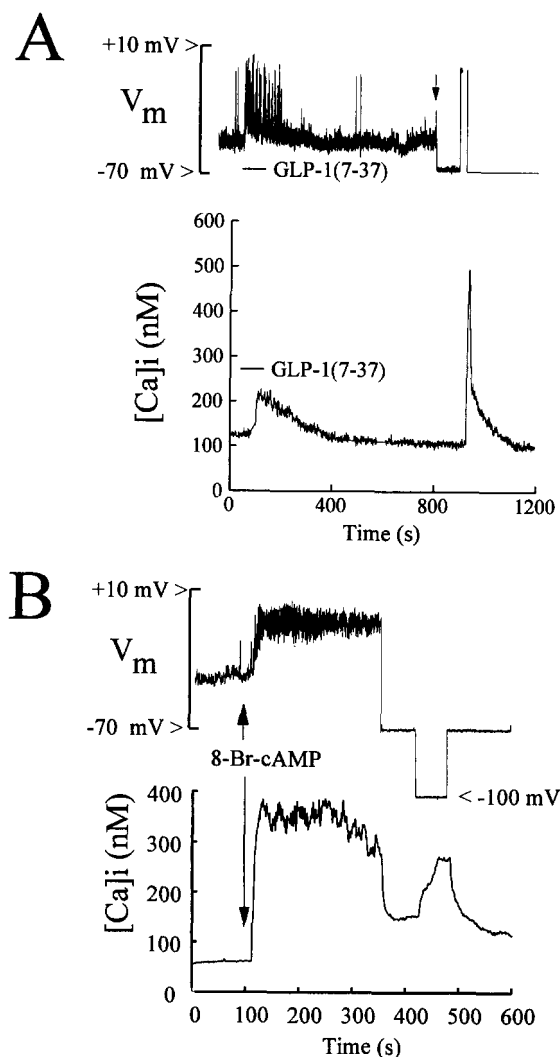 A
+10 mV >
Vm
-70 mV >
GLP-1(7-37)
600
500
400
300
200
100
0
[Ca]i (nM)
GLP-1(7-37)
0 400 800 1200
Time (s)
B
+10 mV >
Vm
-70 mV >
8-Br-cAMP
< -100 mV
400
300
200
100
0
[Ca]i (nM)
0 100 200 300 400 500 600
Time (s)